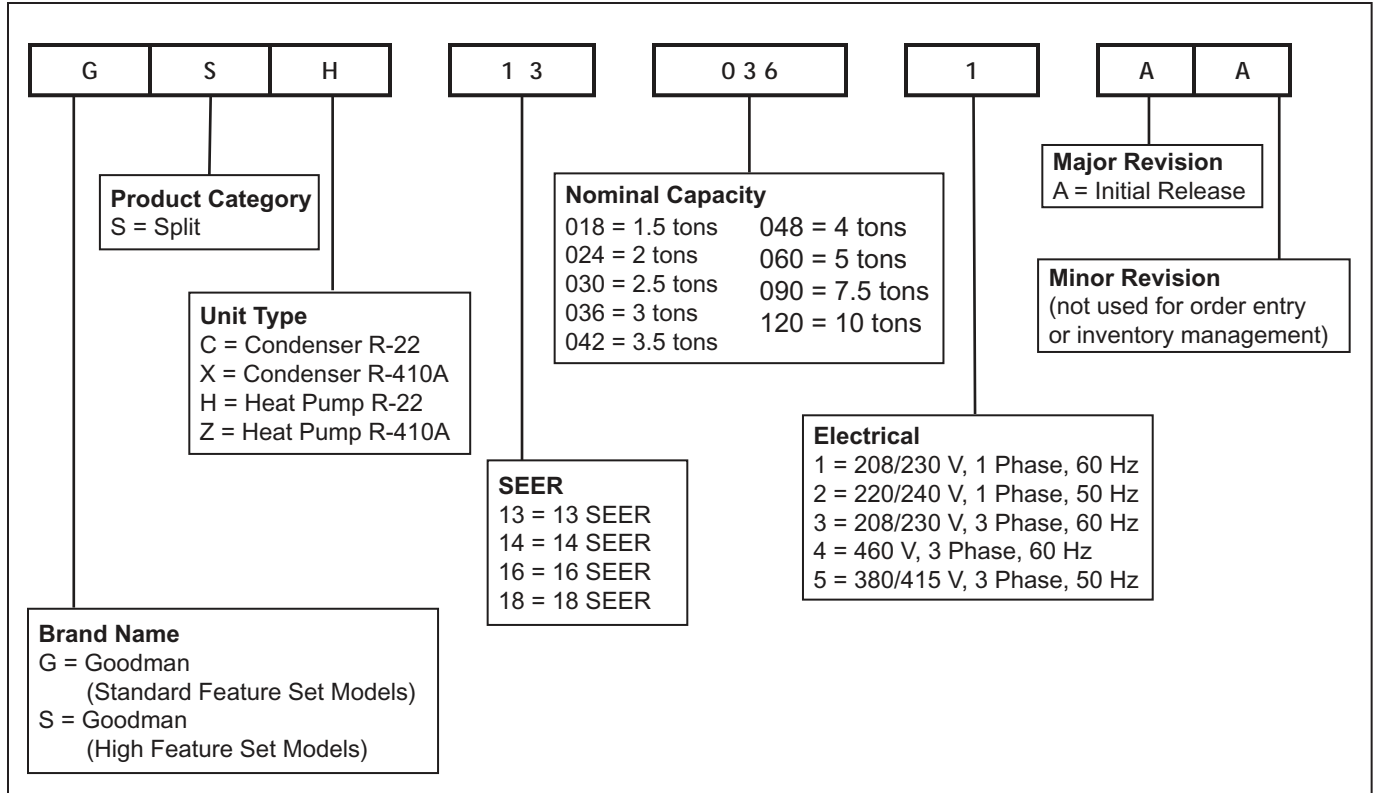 G S H 1 3 0 3 6 1 A A
Product Category
S = Split
Unit Type
C = Condenser R-22
X = Condenser R-410A
H = Heat Pump R-22
Z = Heat Pump R-410A
Brand Name
G = Goodman
(Standard Feature Set Models)
S = Goodman
(High Feature Set Models)
SEER
13 = 13 SEER
14 = 14 SEER
16 = 16 SEER
18 = 18 SEER
Nominal Capacity
018 = 1.5 tons
024 = 2 tons
030 = 2.5 tons
036 = 3 tons
042 = 3.5 tons
048 = 4 tons
060 = 5 tons
090 = 7.5 tons
120 = 10 tons
Electrical
1 = 208/230 V, 1 Phase, 60 Hz
2 = 220/240 V, 1 Phase, 50 Hz
3 = 208/230 V, 3 Phase, 60 Hz
4 = 460 V, 3 Phase, 60 Hz
5 = 380/415 V, 3 Phase, 50 Hz
Major Revision
A = Initial Release
Minor Revision
(not used for order entry
or inventory management)